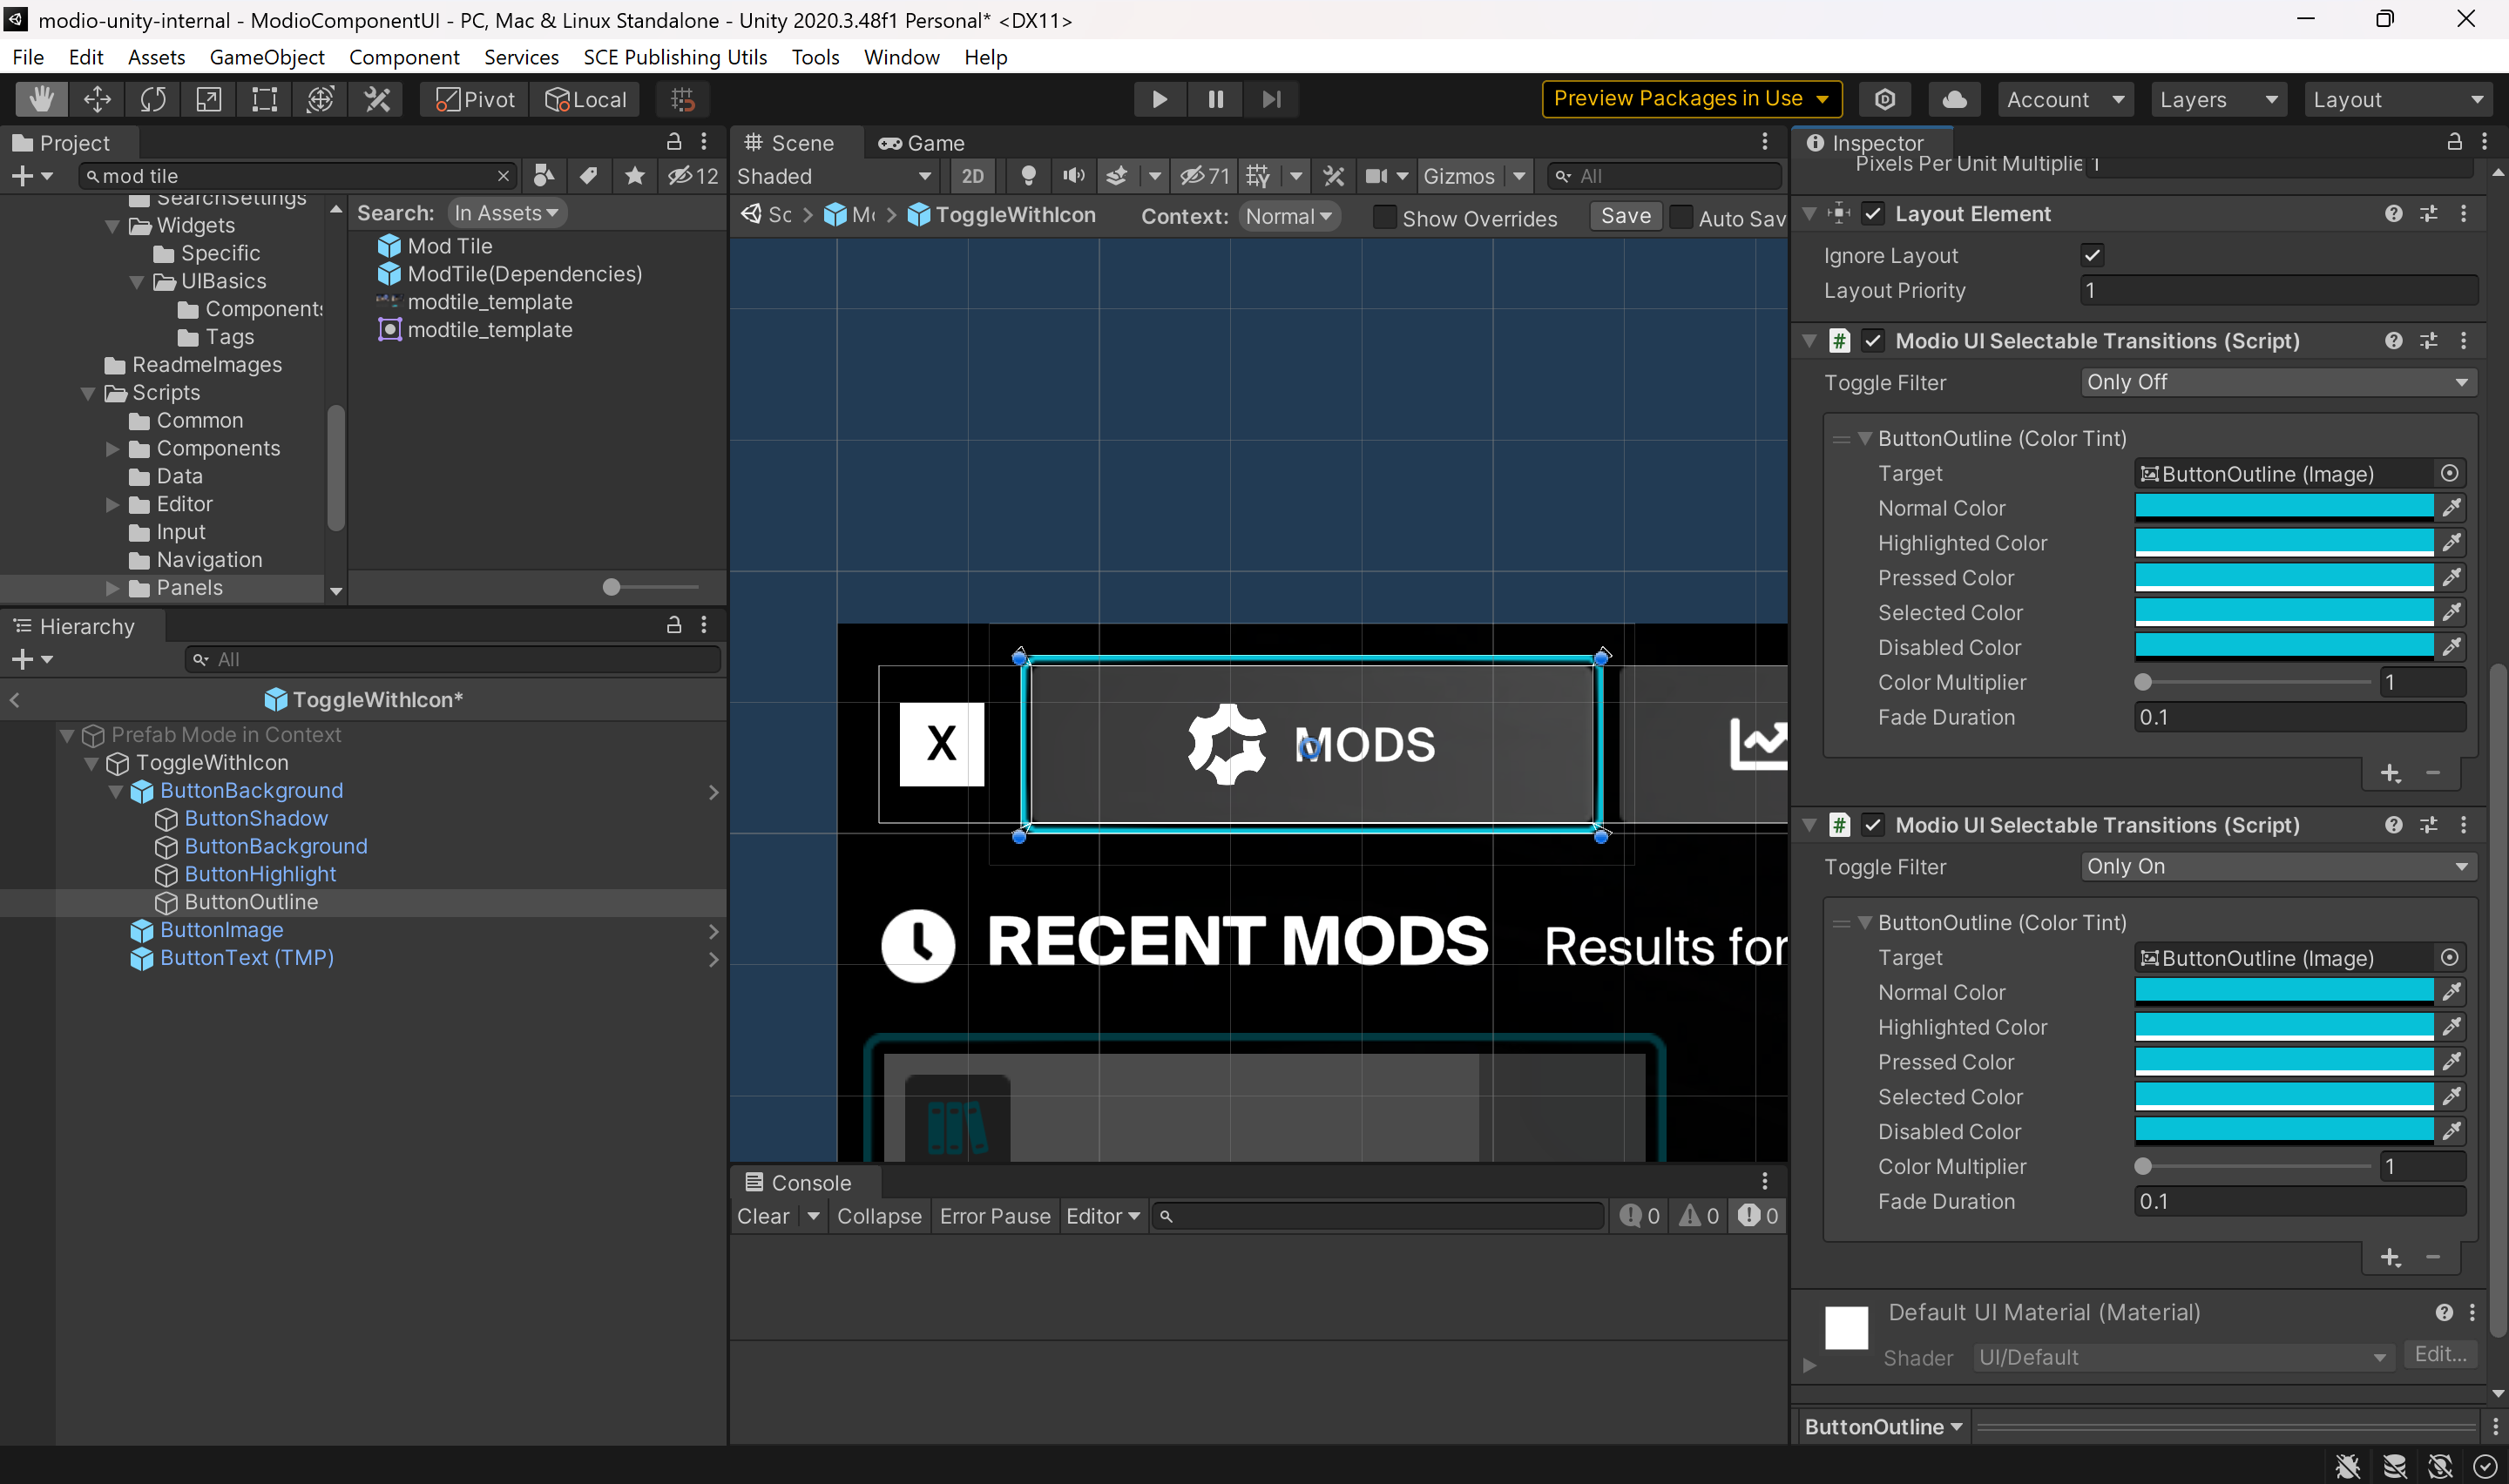 modio-unity-internal - ModioComponentUI - PC, Mac & Linux Standalone - Unity 2020.3.48f1 Personal* <DX11>
File Edit Assets GameObject Component Services SCE Publishing Utils Tools Window Help
Pivot Local Preview Packages in Use Account Layers Layout
Project
mod tile
12
SearchSettings
Widgets
Specific
UIBasics
Components
Tags
ReadmeImages
Scripts
Common
Components
Data
Editor
Input
Navigation
Panels
Search: In Assets
Mod Tile
ModTile(Dependencies)
modtile_template
modtile_template
Hierarchy
All
ToggleWithIcon*
Prefab Mode in Context
ToggleWithIcon
ButtonBackground
ButtonShadow
ButtonBackground
ButtonHighlight
ButtonOutline
ButtonImage
ButtonText (TMP)
Scene Game
Shaded 2D 71 Gizmos All
Sc Mo ToggleWithIcon Context: Normal Show Overrides Save Auto Sav
X MODS
RECENT MODS Results for
Console
Clear Collapse Error Pause Editor 0 0 0
Inspector
Pixels Per Unit Multiplie 1
Layout Element
Ignore Layout
Layout Priority 1
Modio UI Selectable Transitions (Script)
Toggle Filter Only Off
ButtonOutline (Color Tint)
Target ButtonOutline (Image)
Normal Color
Highlighted Color
Pressed Color
Selected Color
Disabled Color
Color Multiplier 1
Fade Duration 0.1
Modio UI Selectable Transitions (Script)
Toggle Filter Only On
ButtonOutline (Color Tint)
Target ButtonOutline (Image)
Normal Color
Highlighted Color
Pressed Color
Selected Color
Disabled Color
Color Multiplier 1
Fade Duration 0.1
Default UI Material (Material)
Shader UI/Default Edit...
ButtonOutline